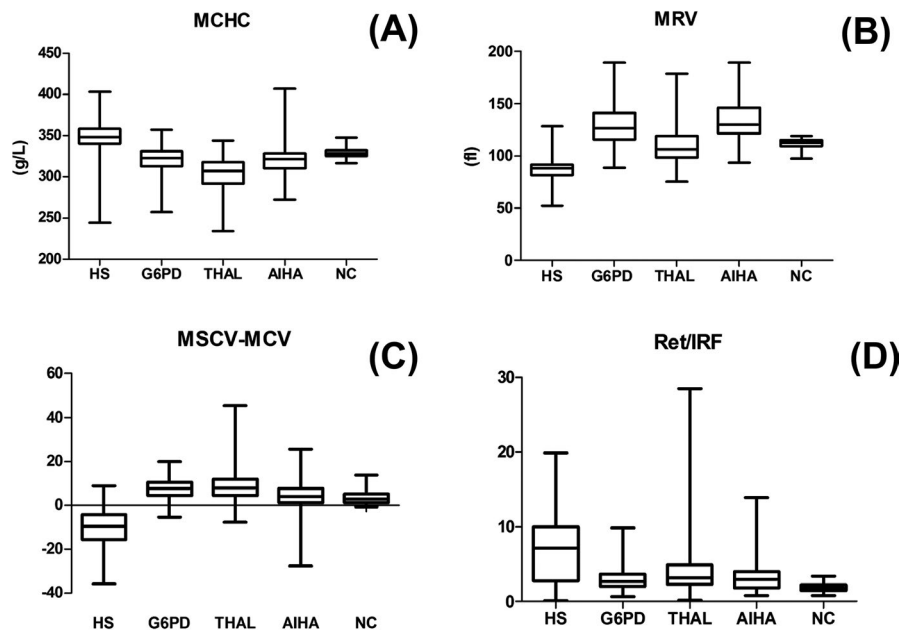 MCHC
(A)
450
400
350
300
250
200
(g/L)
HS G6PD THAL AIHA NC
MRV
(B)
200
150
100
50
0
(fl)
HS G6PD THAL AIHA NC
MSCV-MCV
(C)
60
40
20
0
-20
-40
HS G6PD THAL AIHA NC
Ret/IRF
(D)
30
20
10
0
HS G6PD THAL AIHA NC